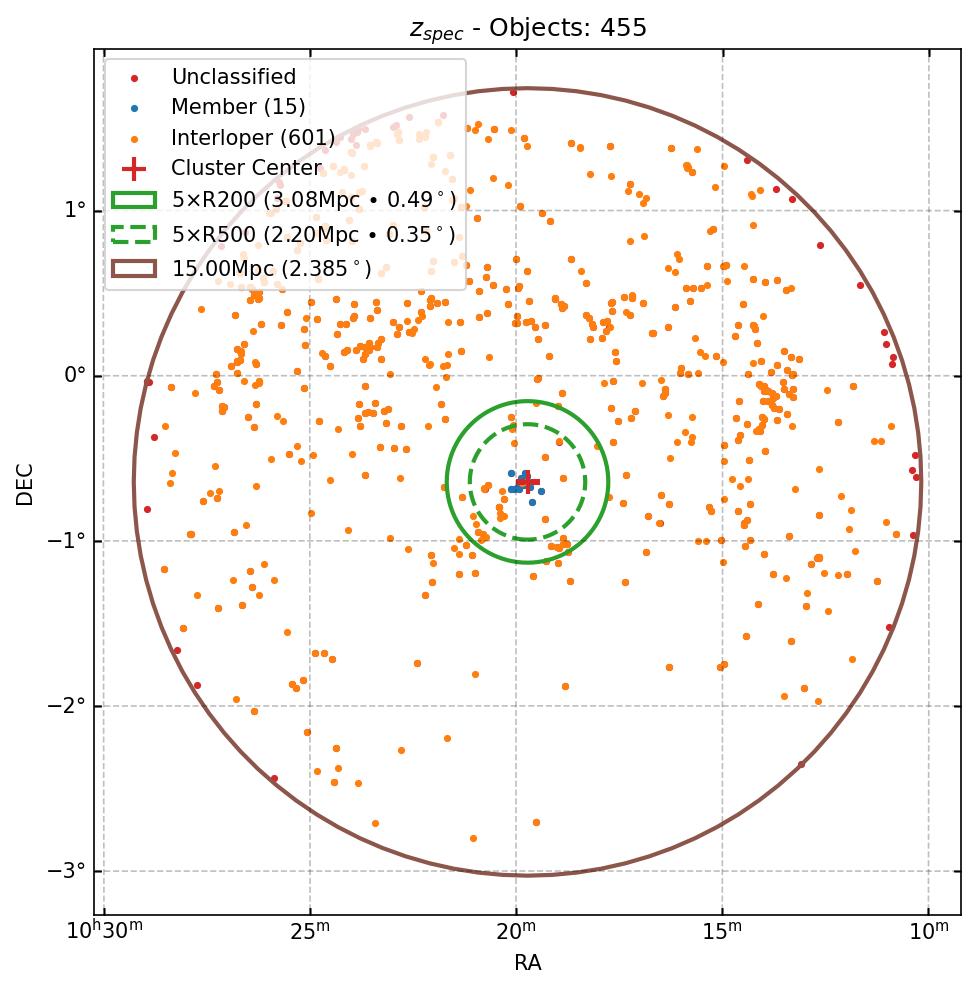 z_spec - Objects: 455
Unclassified
Member (15)
Interloper (601)
Cluster Center
5×R200 (3.08Mpc • 0.49°)
5×R500 (2.20Mpc • 0.35°)
15.00Mpc (2.385°)
1°
0°
−1°
−2°
−3°
DEC
10h30m 25m 20m 15m 10m
RA